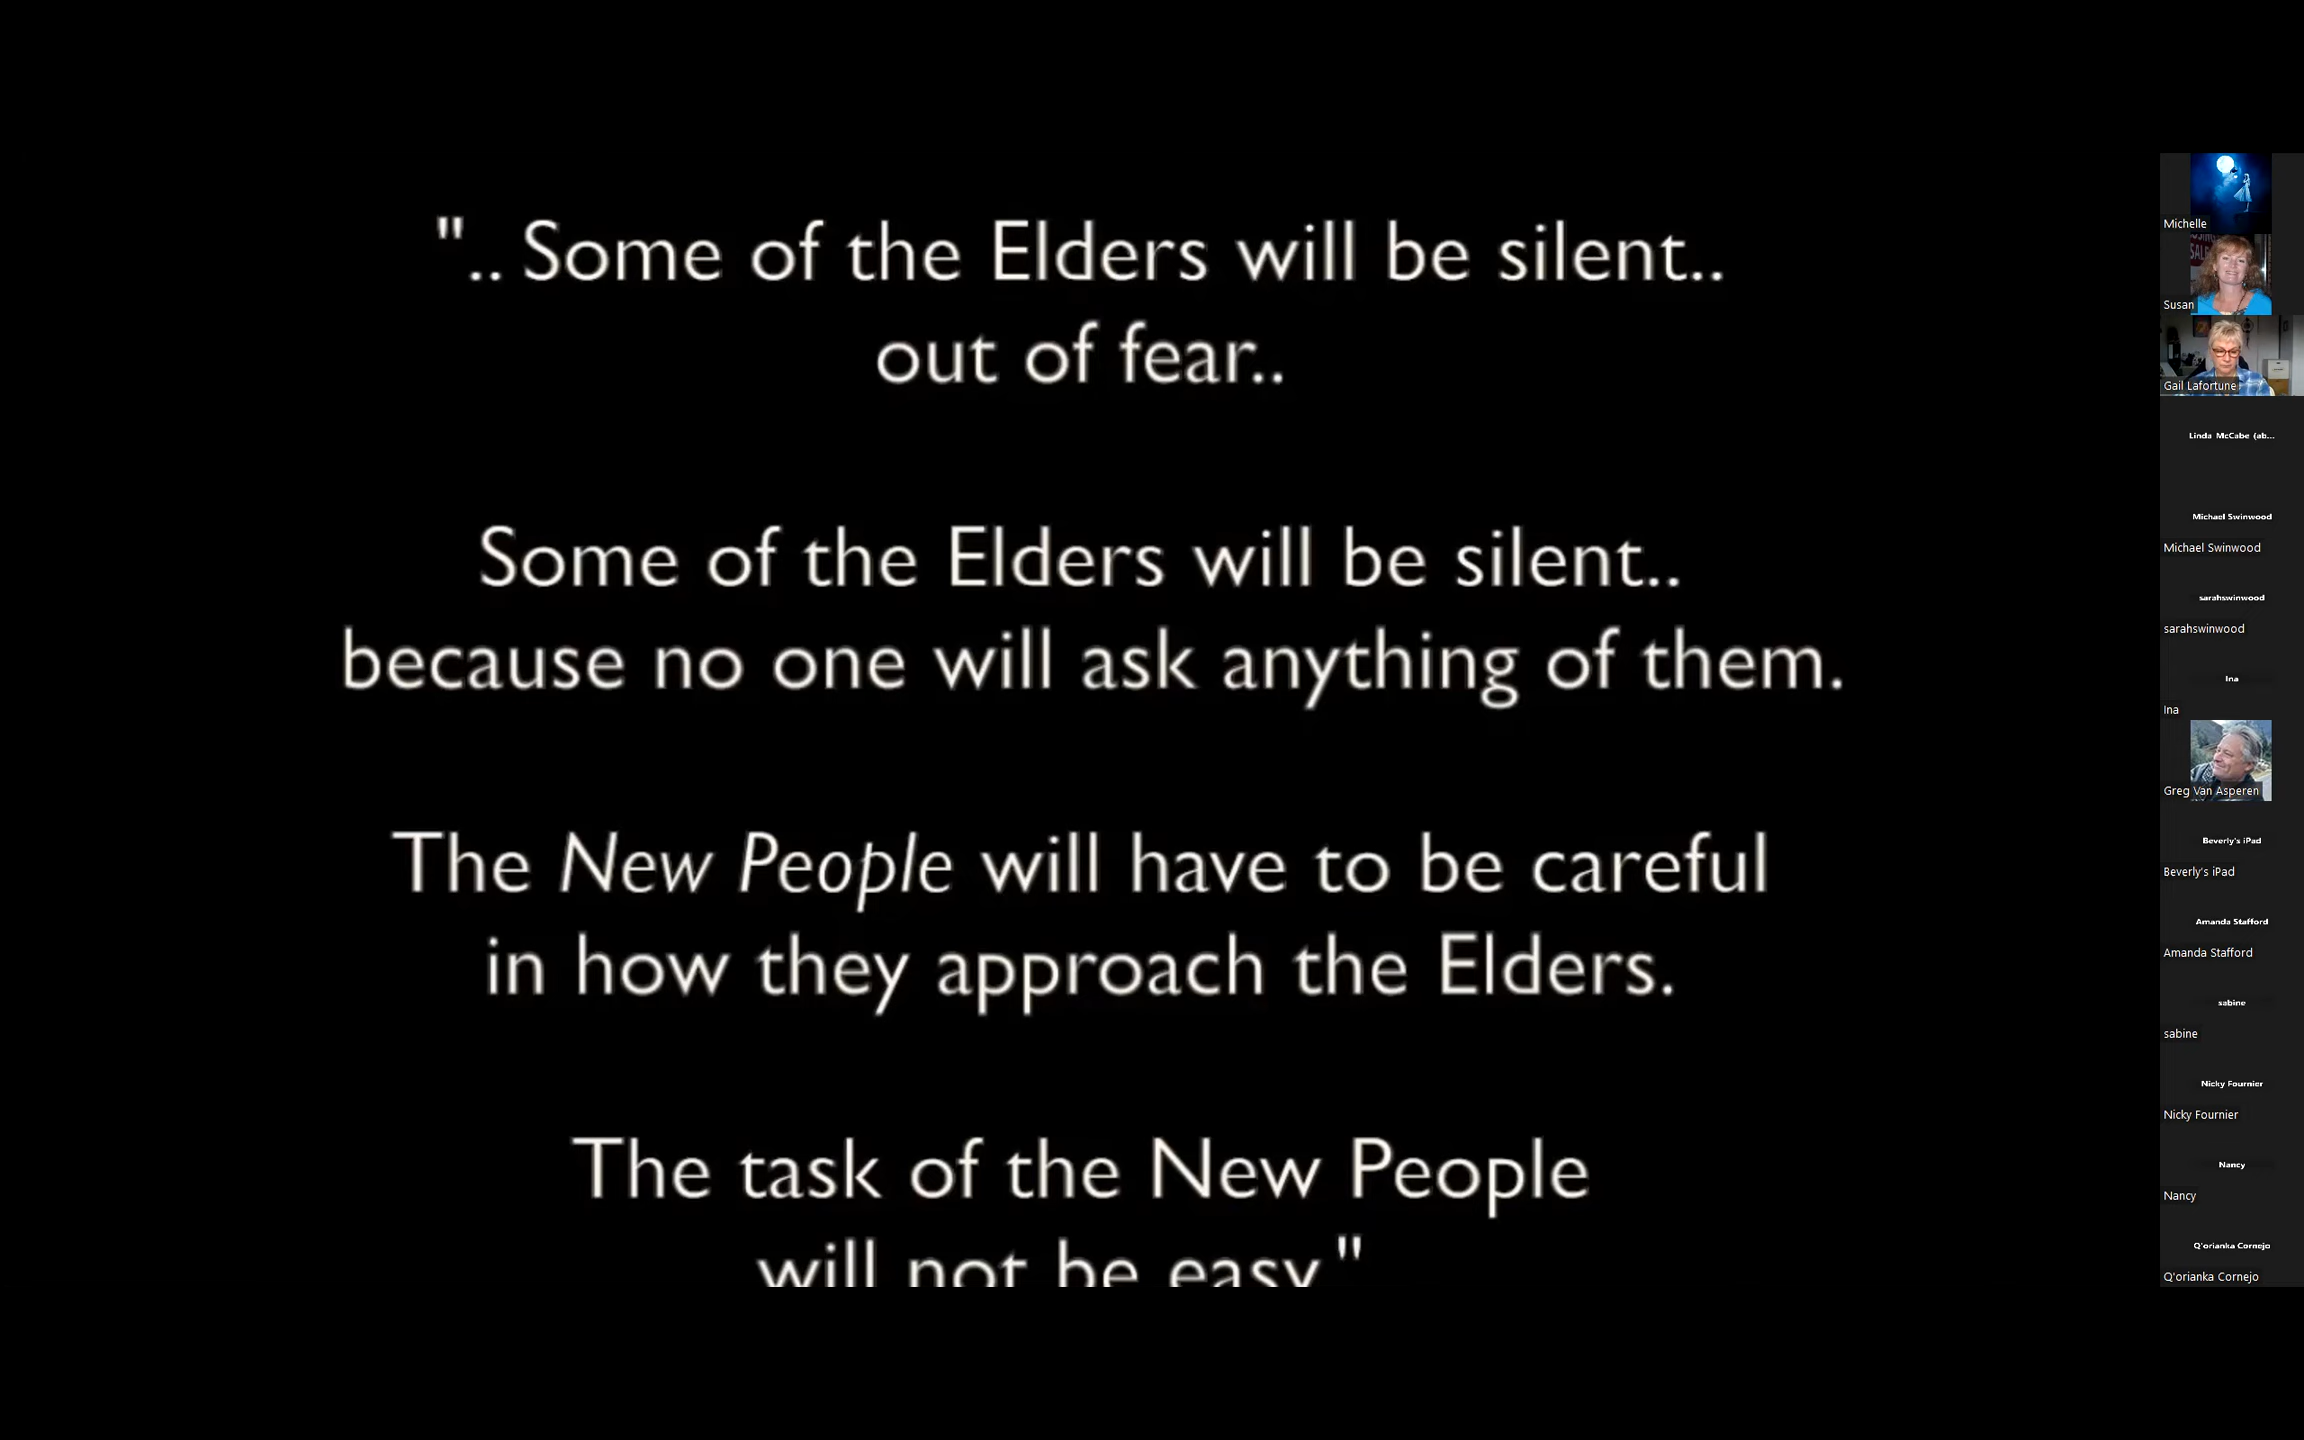 ".. Some of the Elders will be silent..
out of fear..
Some of the Elders will be silent..
because no one will ask anything of them.
The New People will have to be careful
in how they approach the Elders.
The task of the New People
will not be easy."
Michelle
Susan
Gail Lafortune
Linda McCabe (ab...
Michael Swinwood
Michael Swinwood
sarahswinwood
sarahswinwood
Ina
Ina
Greg Van Asperen
Beverly's iPad
Beverly's iPad
Amanda Stafford
Amanda Stafford
sabine
sabine
Nicky Fournier
Nicky Fournier
Nancy
Nancy
Q'orianka Cornejo
Q'orianka Cornejo